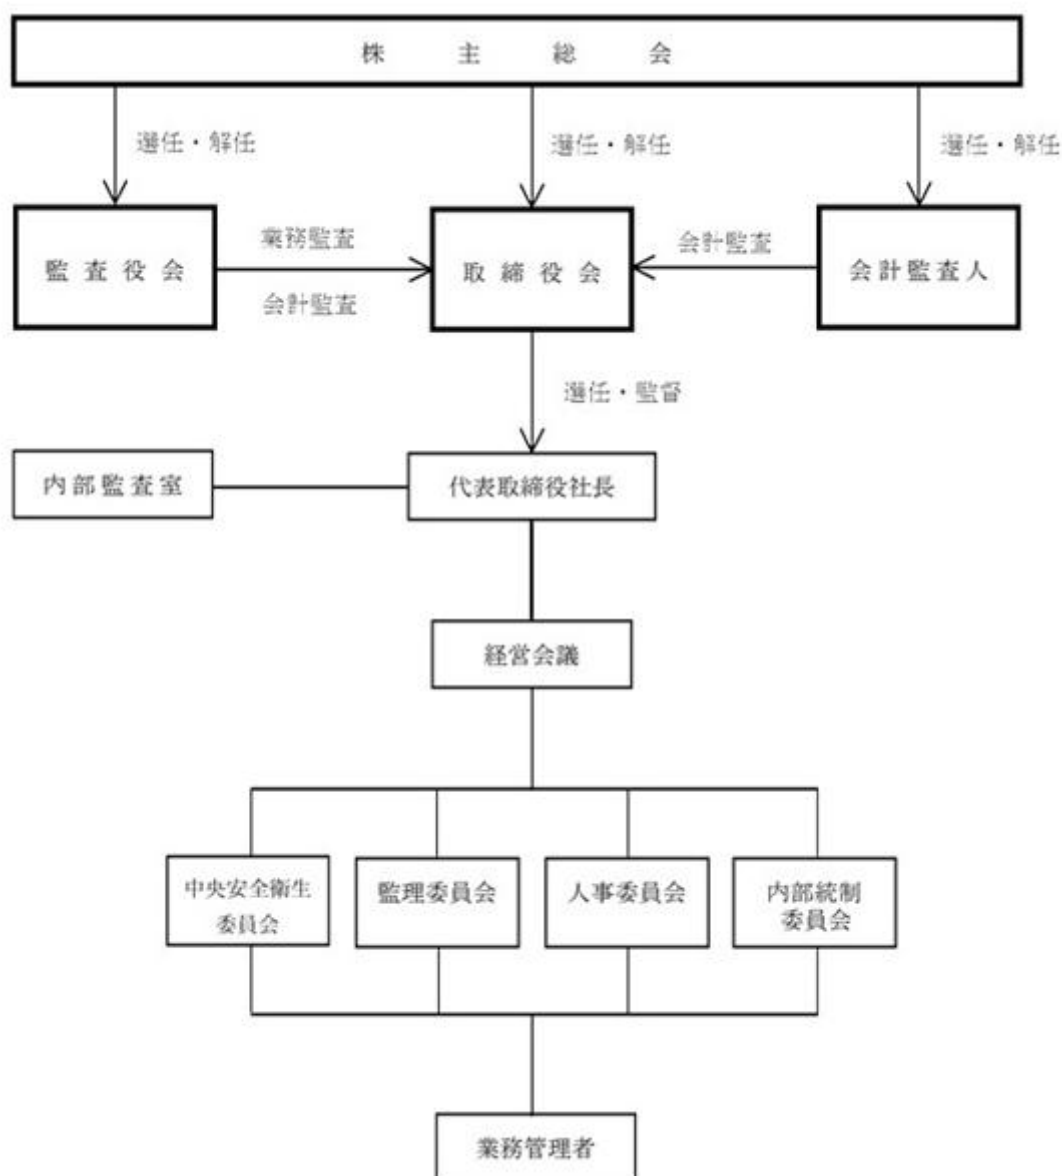 株主総会
選任・解任
選任・解任
選任・解任
監査役会
業務監査
会計監査
取締役会
会計監査
会計監査人
選任・監督
内部監査室
代表取締役社長
経営会議
中央安全衛生
委員会
監理委員会
人事委員会
内部統制
委員会
業務管理者